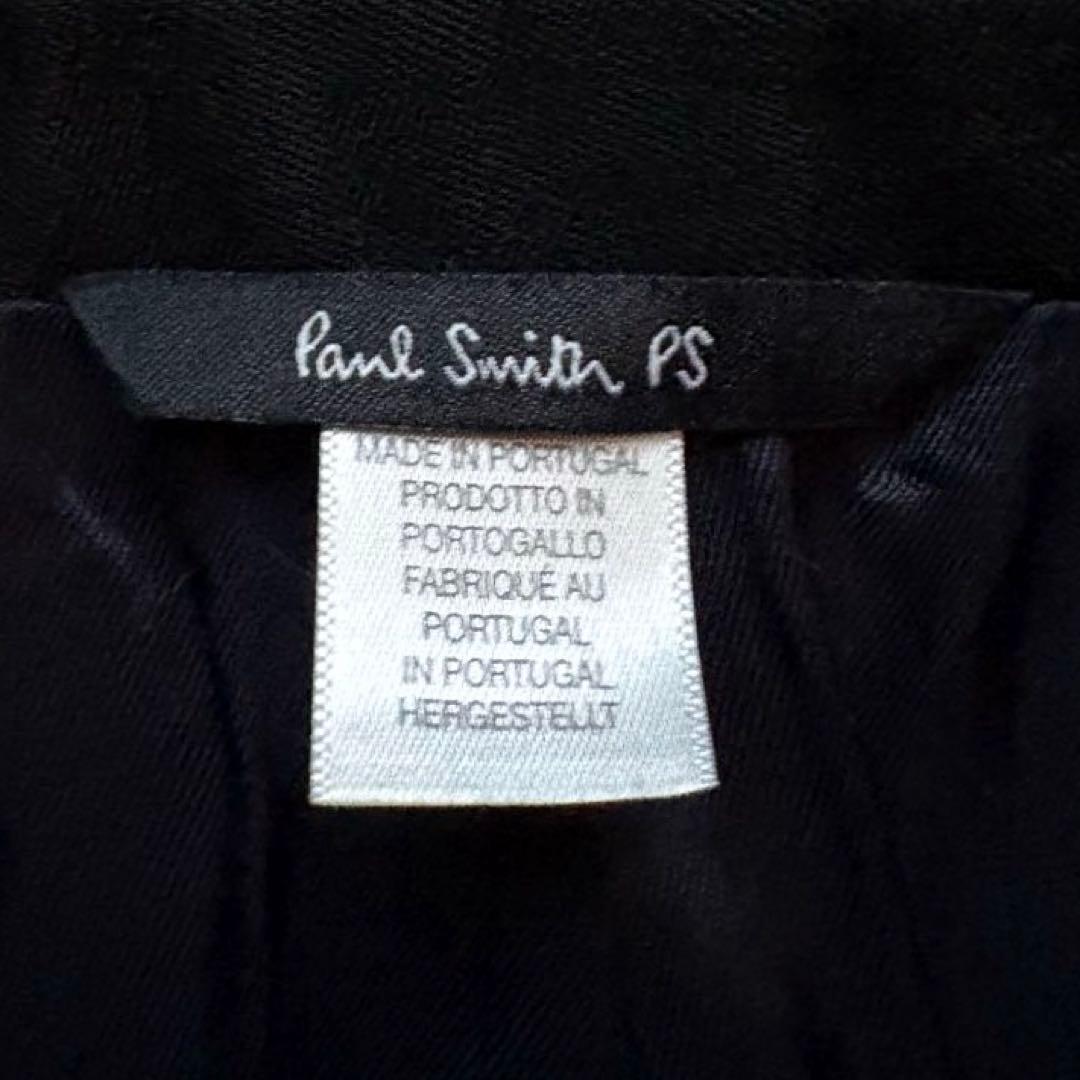 Paul Smith PS
MADE IN PORTUGAL
PRODOTTO IN
PORTOGALLO
FABRIQUÉ AU
PORTUGAL
IN PORTUGAL
HERGESTELLT